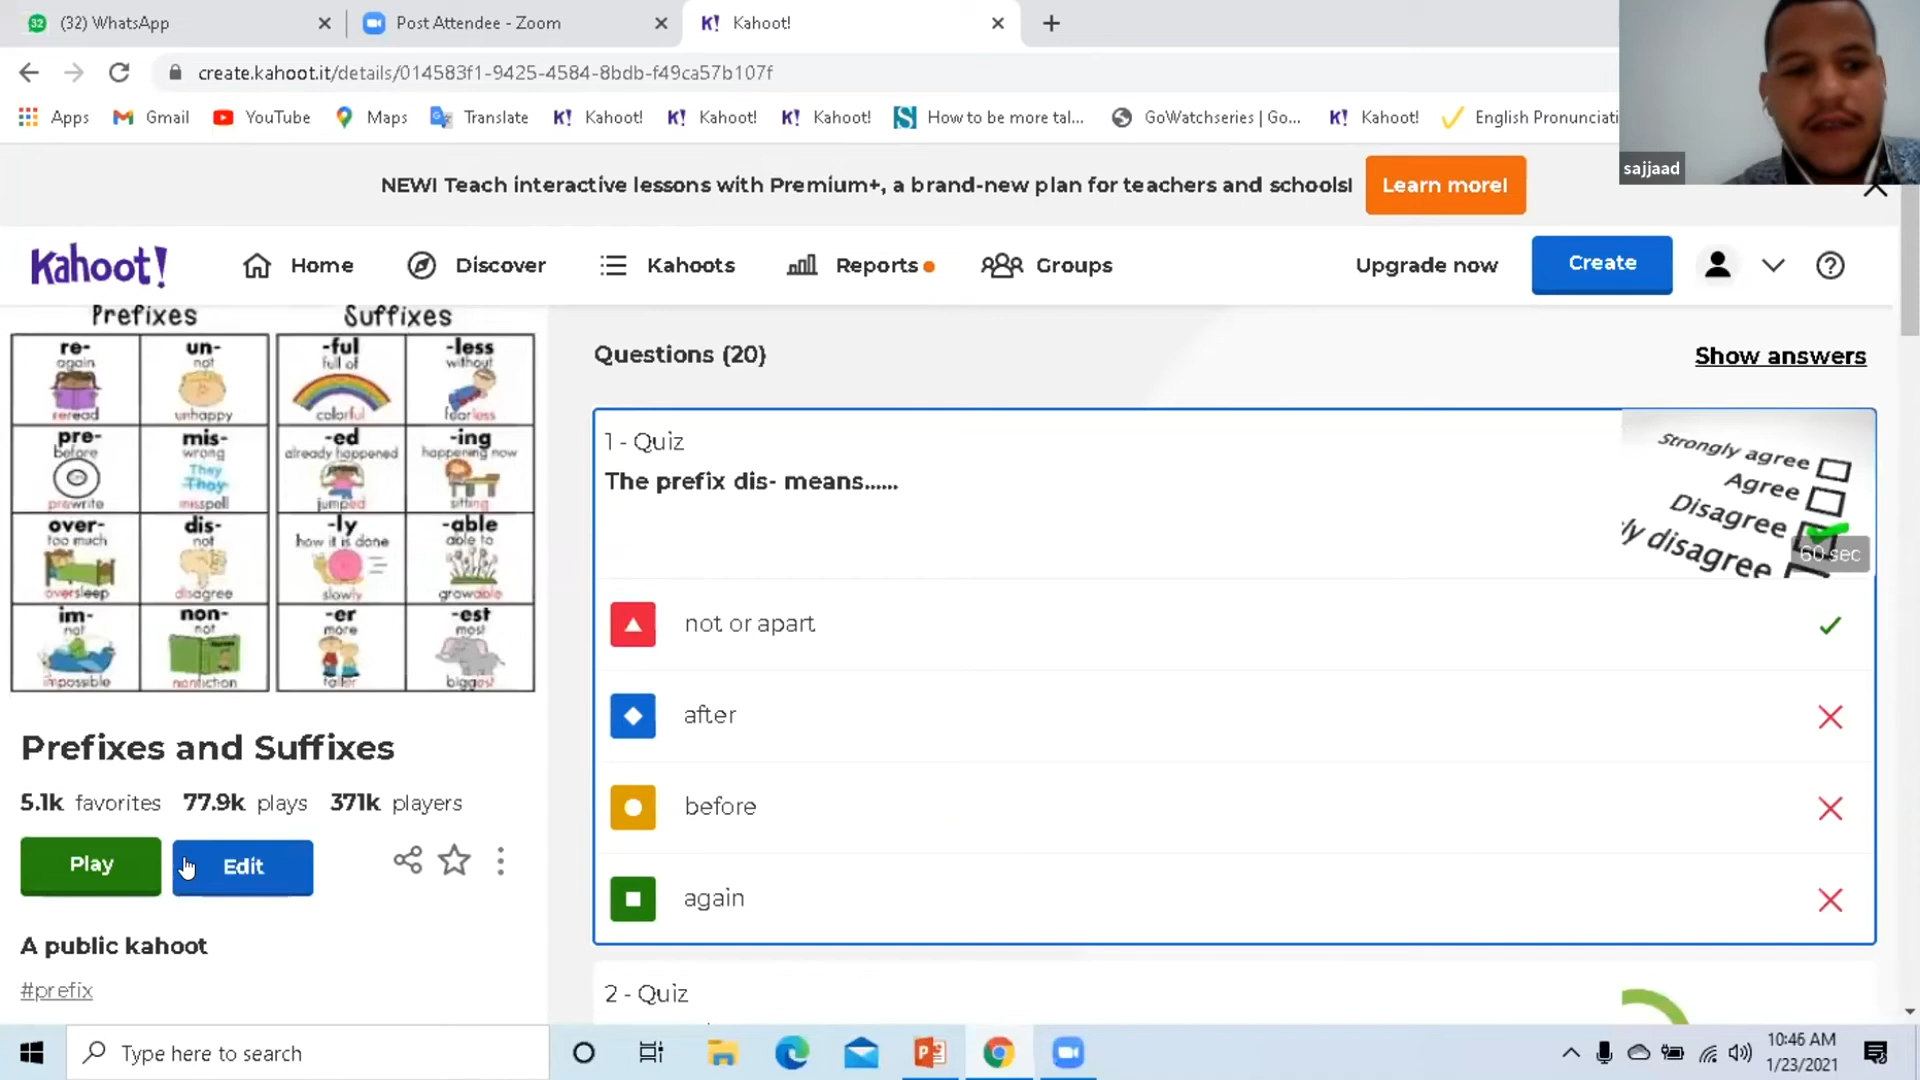 (32) WhatsApp
Post Attendee - Zoom
K! Kahoot!
create.kahoot.it/details/014583f1-9425-4584-8bdb-f49ca57b107f
Apps
Gmail
YouTube
Maps
Translate
K! Kahoot!
K! Kahoot!
K! Kahoot!
How to be more tal...
GoWatchseries | Go...
K! Kahoot!
English Pronunciati
sajjaad
NEW! Teach interactive lessons with Premium+, a brand-new plan for teachers and schools!
Learn more!
Kahoot!
Home
Discover
Kahoots
Reports
Groups
Upgrade now
Create
Prefixes
Suffixes
re-
again
reread
un-
not
unhappy
-ful
full of
colorful
-less
without
fearless
pre-
before
prewrite
mis-
wrong
They
Thay
misspell
-ed
already happened
jumped
-ing
happening now
sitting
over-
too much
oversleep
dis-
not
disagree
-ly
how it is done
slowly
-able
able to
growable
im-
not
impossible
non-
not
nonfiction
-er
more
taller
-est
most
biggest
Prefixes and Suffixes
5.1k favorites 77.9k plays 371k players
Play
Edit
A public kahoot
#prefix
Questions (20)
Show answers
1 - Quiz
The prefix dis- means......
Strongly agree
Agree
Disagree
ly disagree
60 sec
not or apart
after
before
again
2 - Quiz
Type here to search
10:46 AM
1/23/2021